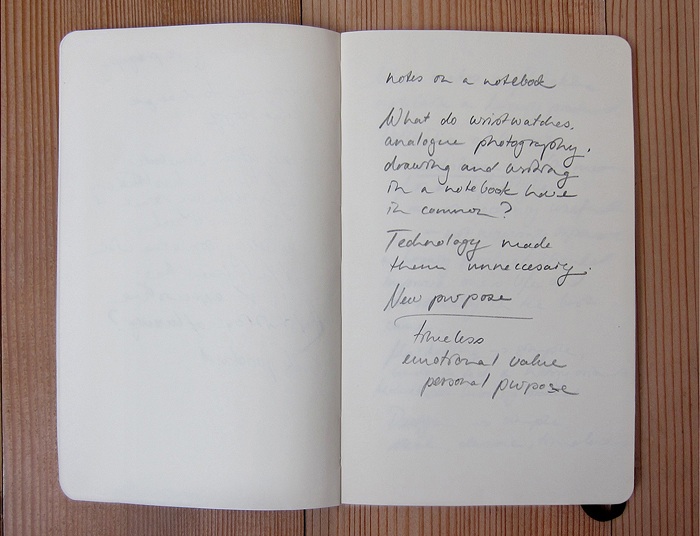 notes on a notebook
What do wristwatches,
analogue photography,
drawing and writing
in a notebook have
in common?
Technology made
them unneccesary.
New purpose
timeless
emotional value
personal purpose